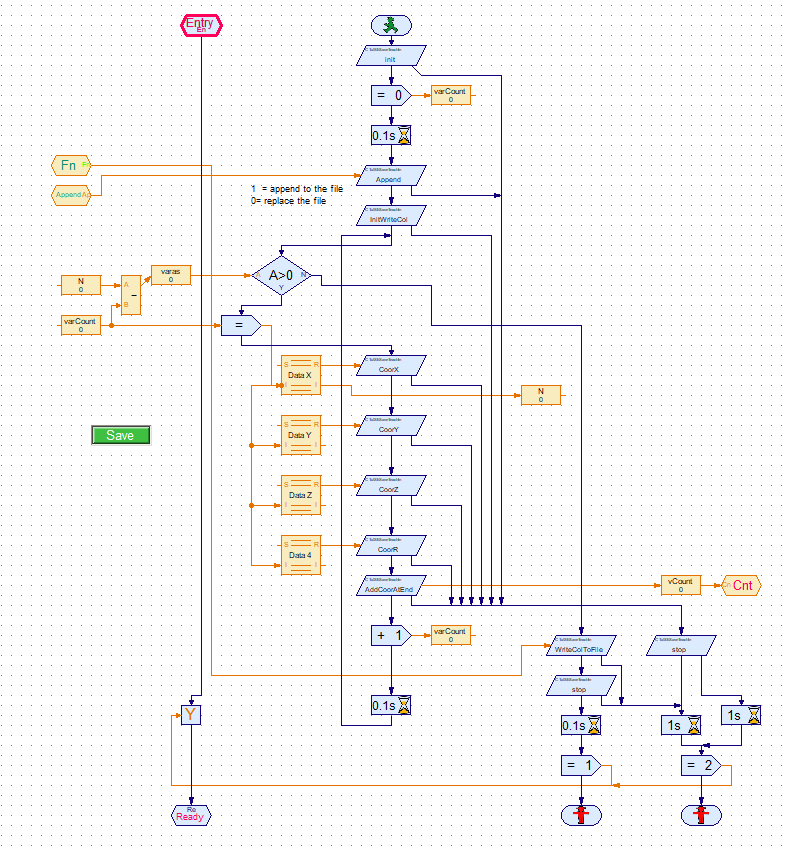 Entry
En
Init
= 0
varCount
0
0.1s
Fn
Append
1 = append to the file
0= replace the file
Append
InitWriteCol
varas
0
A>0
A
N
Y
N
0
A
-
B
varCount
0
=
S R
Data X
I I
CoorX
N
0
Save
S R
Data Y
I I
CoorY
S R
Data Z
I I
CoorZ
S R
Data 4
I I
CoorR
AddCoorAtEnd
vCount
0
Cnt
+ 1
varCount
0
WriteColToFile
stop
stop
0.1s
Y
0.1s
1s
1s
= 1
= 2
Re
Ready